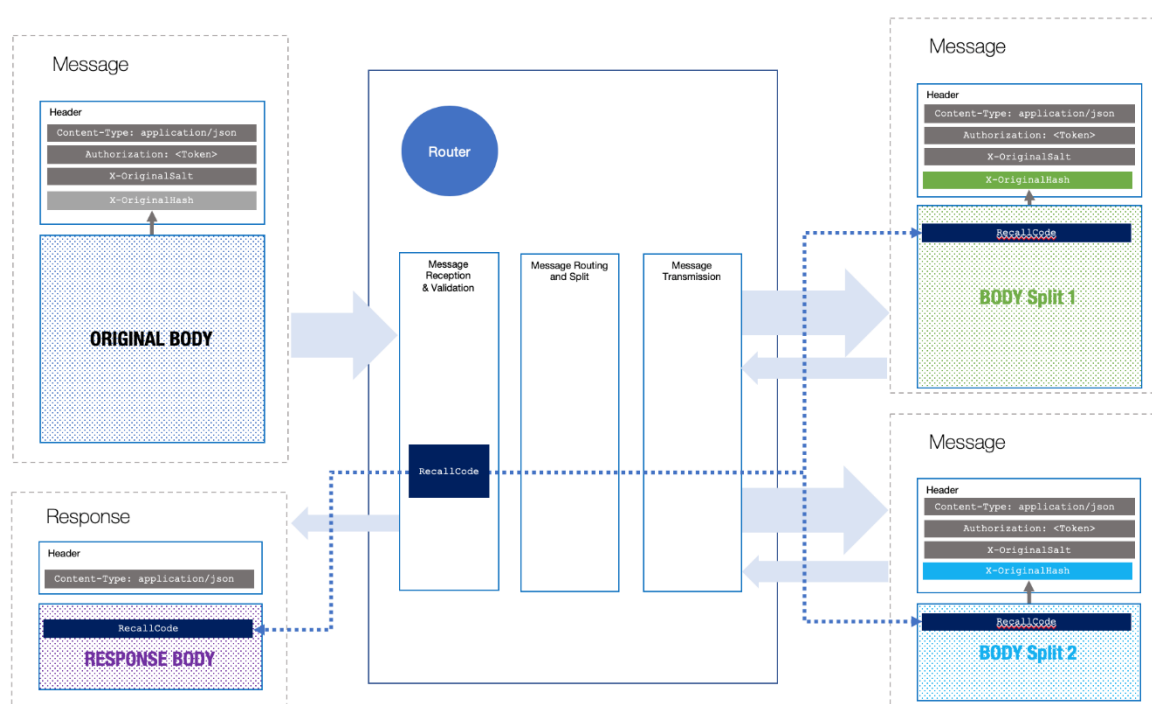 Message
Header
Content-Type: application/json
Authorization: <Token>
X-OriginalSalt
X-OriginalHash
ORIGINAL BODY
Response
Header
Content-Type: application/json
RecallCode
RESPONSE BODY
Router
Message
Reception
& Validation
RecallCode
Message Routing
and Split
Message
Transmission
Message
Header
Content-Type: application/json
Authorization: <Token>
X-OriginalSalt
X-OriginalHash
RecallCode
BODY Split 1
Message
Header
Content-Type: application/json
Authorization: <Token>
X-OriginalSalt
X-OriginalHash
RecallCode
BODY Split 2